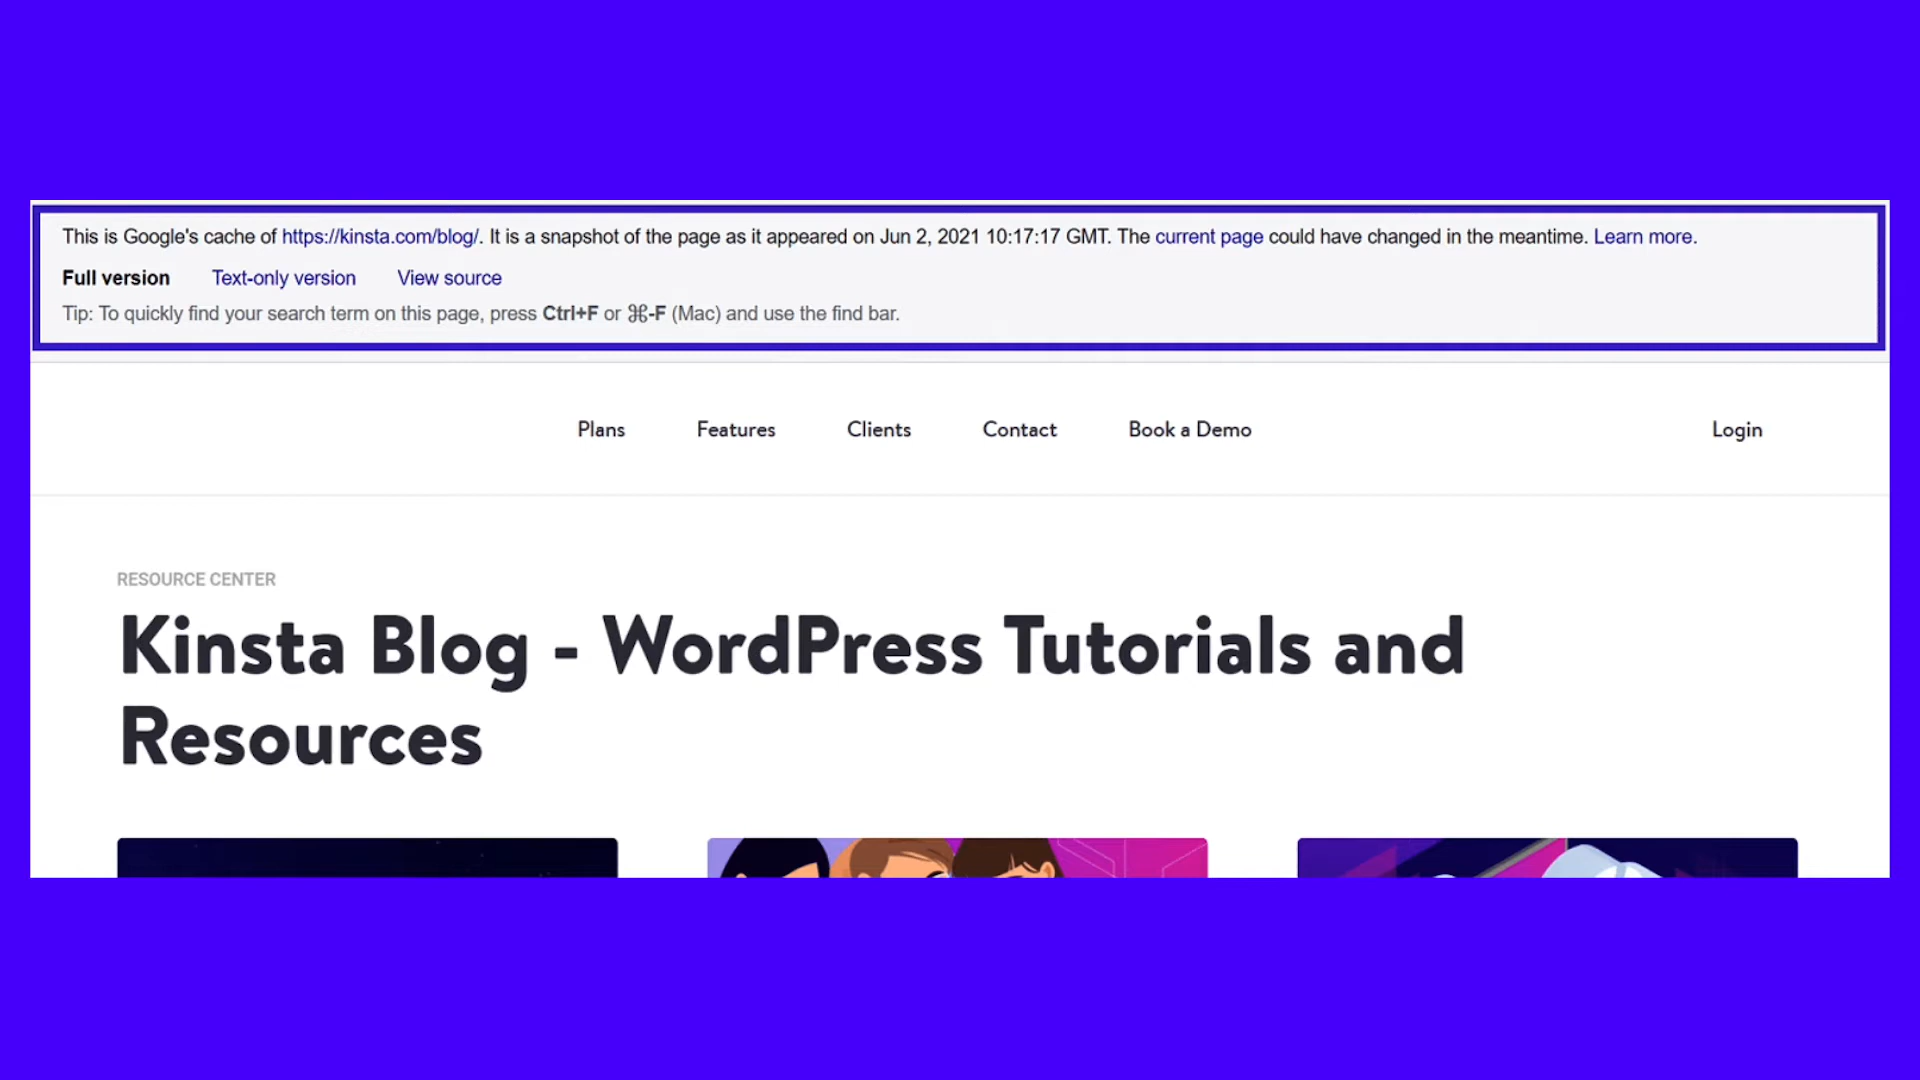 This is Google's cache of https://kinsta.com/blog/. It is a snapshot of the page as it appeared on Jun 2, 2021 10:17:17 GMT. The current page could have changed in the meantime. Learn more.
Full version Text-only version View source
Tip: To quickly find your search term on this page, press Ctrl+F or ⌘-F (Mac) and use the find bar.
Plans Features Clients Contact Book a Demo Login
RESOURCE CENTER
Kinsta Blog - WordPress Tutorials and
Resources